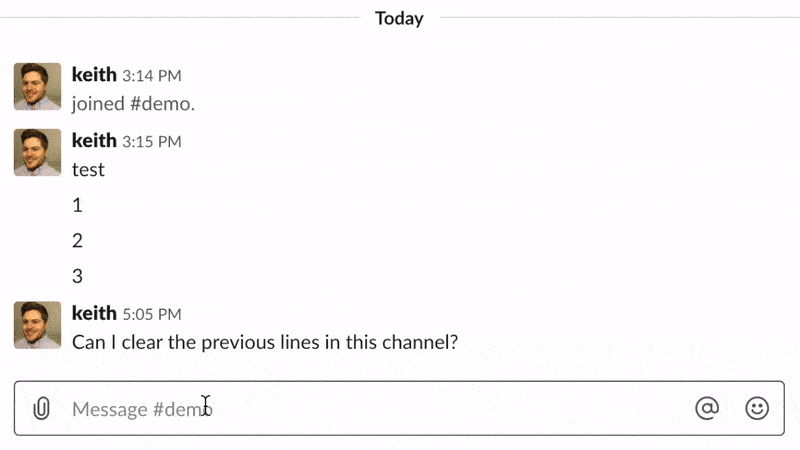 Today
keith 3:14 PM
joined #demo.
keith 3:15 PM
test
1
2
3
keith 5:05 PM
Can I clear the previous lines in this channel?
Message #demo